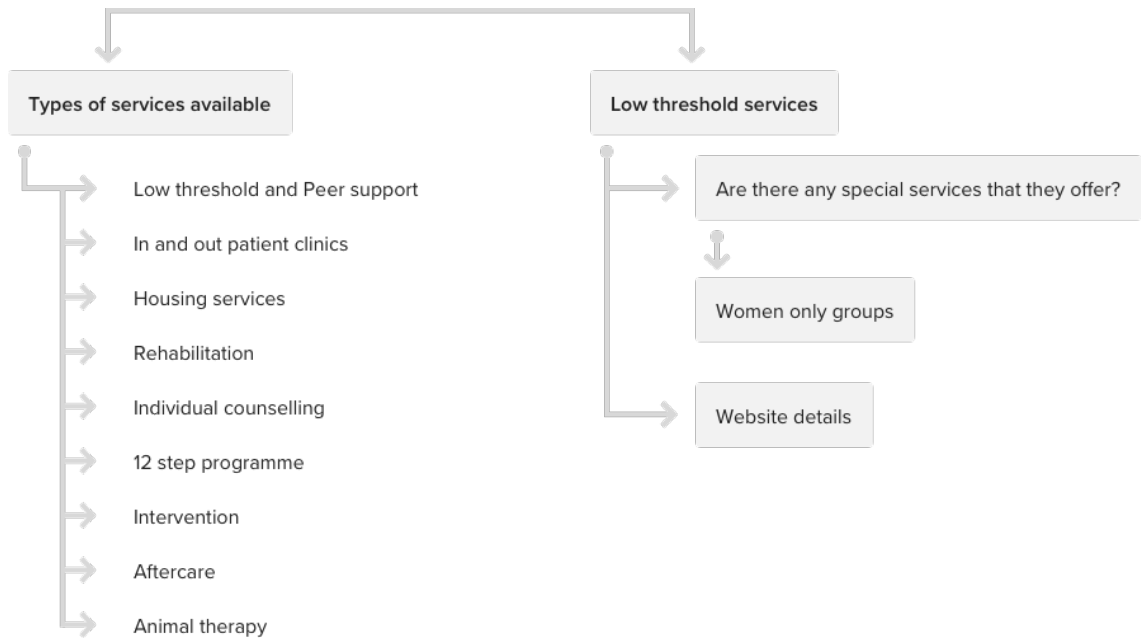 Types of services available
Low threshold and Peer support
In and out patient clinics
Housing services
Rehabilitation
Individual counselling
12 step programme
Intervention
Aftercare
Animal therapy
Low threshold services
Are there any special services that they offer?
Women only groups
Website details